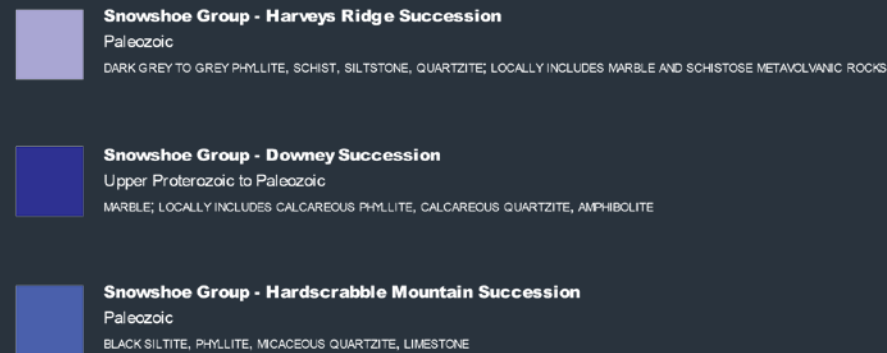 Snowshoe Group - Harveys Ridge Succession
Paleozoic
DARK GREY TO GREY PHYLLITE, SCHIST, SILTSTONE, QUARTZITE; LOCALLY INCLUDES MARBLE AND SCHISTOSE METAVOLVANIC ROCKS
Snowshoe Group - Downey Succession
Upper Proterozoic to Paleozoic
MARBLE; LOCALLY INCLUDES CALCAREOUS PHYLLITE, CALCAREOUS QUARTZITE, AMPHIBOLITE
Snowshoe Group - Hardscrabble Mountain Succession
Paleozoic
BLACK SILTITE, PHYLLITE, MICACEOUS QUARTZITE, LIMESTONE